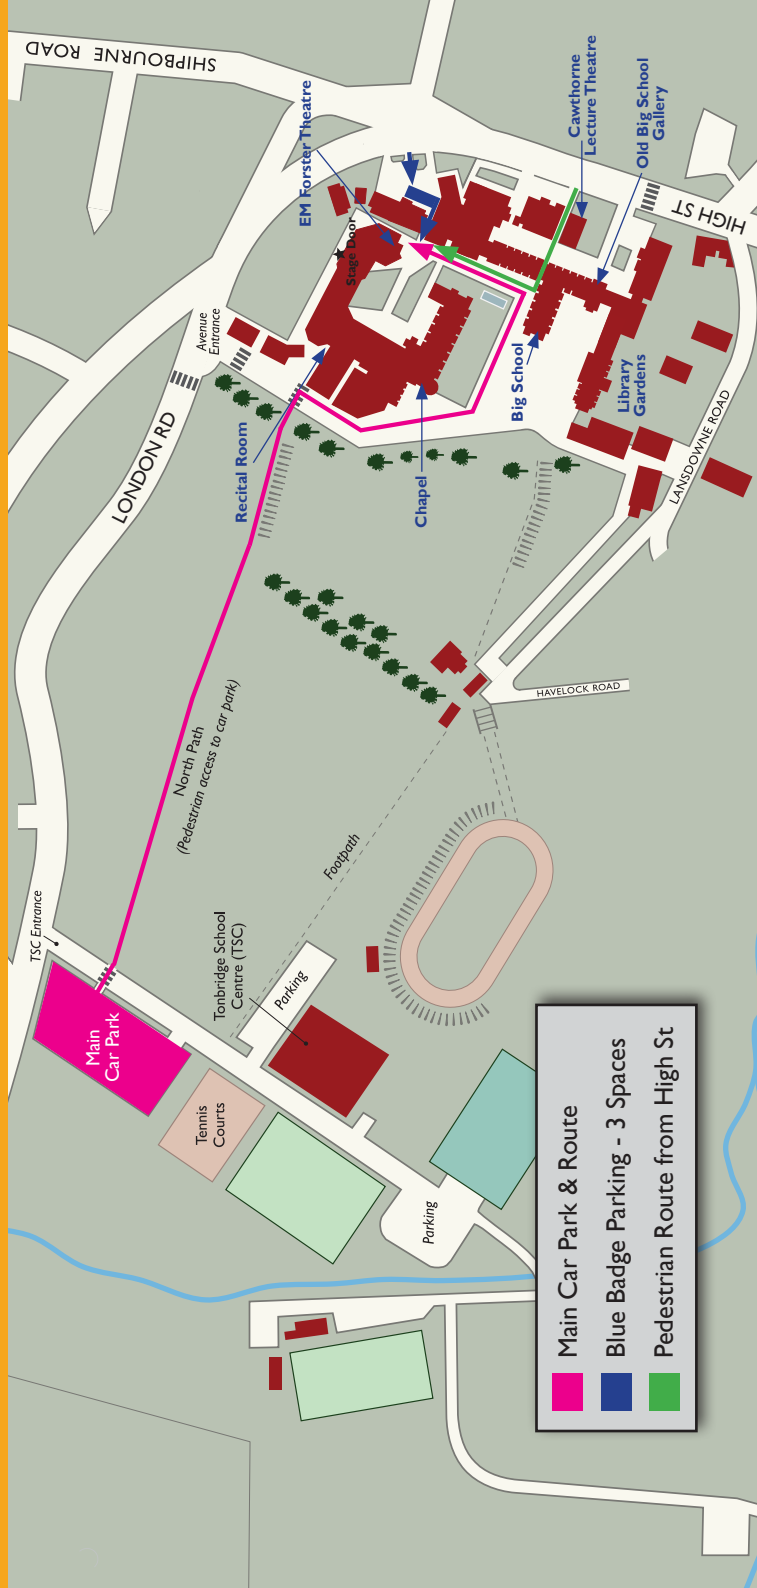 SHIPBOURNE ROAD
EM Forster Theatre
Cawthorne
Lecture Theatre
Old Big School
Gallery
HIGH ST
Stage Door
Avenue
Entrance
LONDON RD
Recital Room
Chapel
Big School
Library
Gardens
LANSDOWNE ROAD
HAVELOCK ROAD
North Path
(Pedestrian access to car park)
Footpath
TSC Entrance
Tonbridge School
Centre (TSC)
Parking
Main
Car Park
Tennis
Courts
Parking
Main Car Park & Route
Blue Badge Parking - 3 Spaces
Pedestrian Route from High St